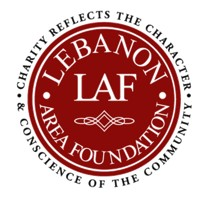 • CHARITY REFLECTS THE CHARACTER •
& CONSCIENCE OF THE COMMUNITY
LEBANON
LAF
AREA FOUNDATION